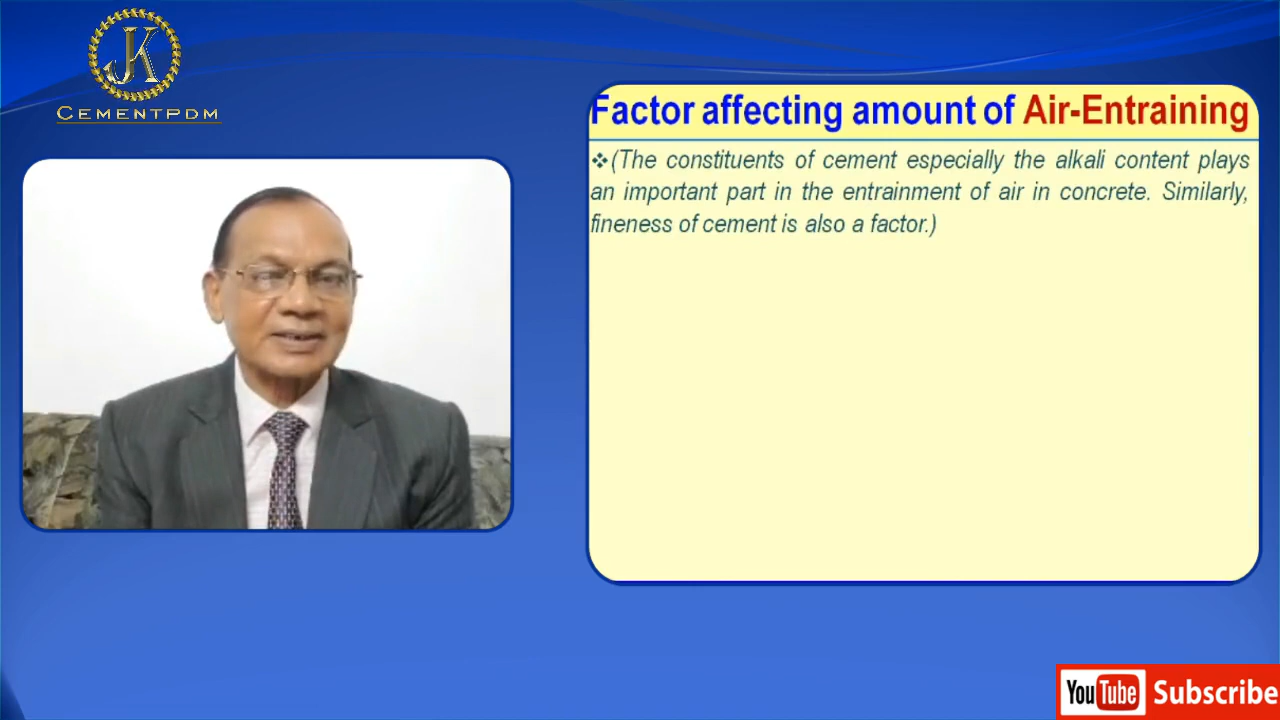 JK
CEMENTPDM
Factor affecting amount of Air-Entraining
❖(The constituents of cement especially the alkali content plays
an important part in the entrainment of air in concrete. Similarly,
fineness of cement is also a factor.)
YouTube Subscribe